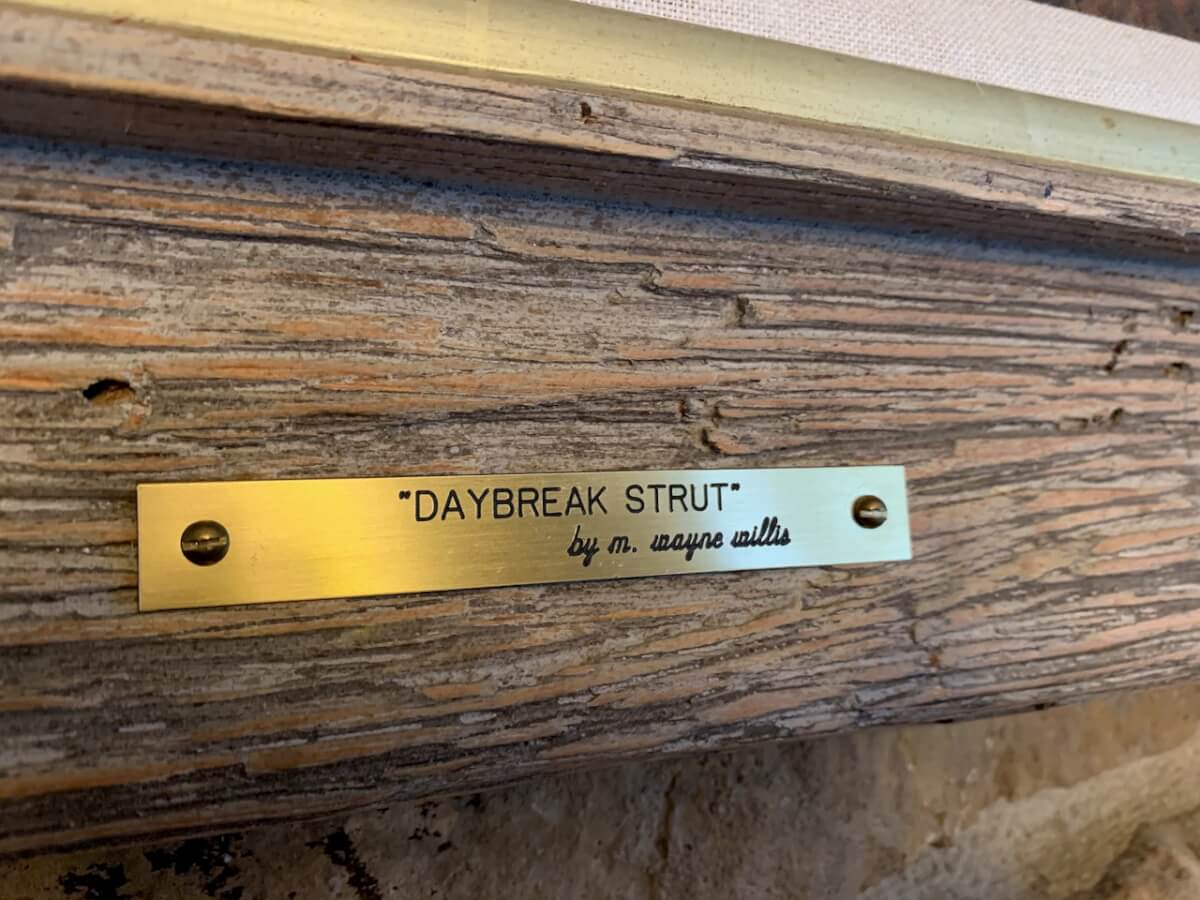 "DAYBREAK STRUT"
by m. wayne willis